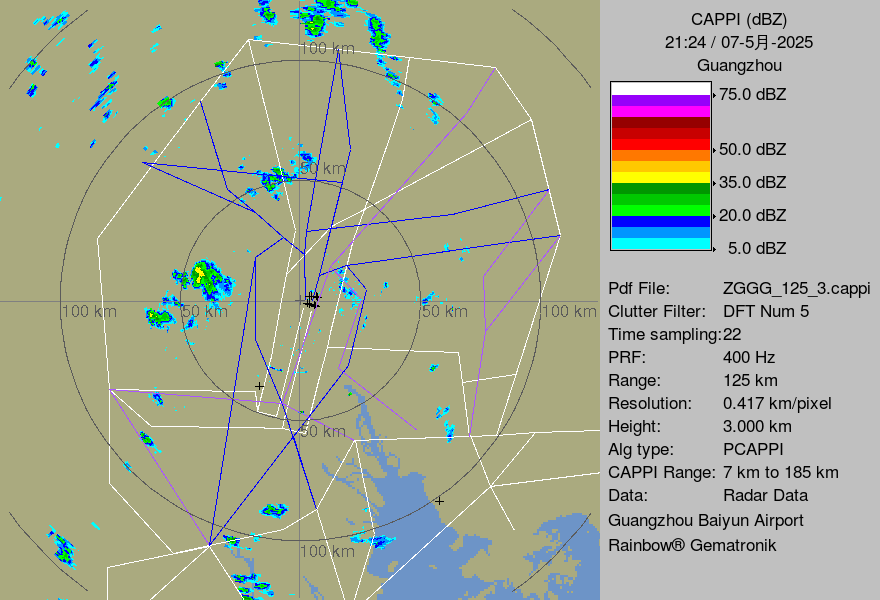 CAPPI (dBZ)
21:24 / 07-5月-2025
Guangzhou
75.0 dBZ
50.0 dBZ
35.0 dBZ
20.0 dBZ
5.0 dBZ
Pdf File: ZGGG_125_3.cappi
Clutter Filter: DFT Num 5
Time sampling:22
PRF: 400 Hz
Range: 125 km
Resolution: 0.417 km/pixel
Height: 3.000 km
Alg type: PCAPPI
CAPPI Range: 7 km to 185 km
Data: Radar Data
Guangzhou Baiyun Airport
Rainbow® Gematronik
100 km
50 km
100 km
50 km
50 km
100 km
50 km
100 km